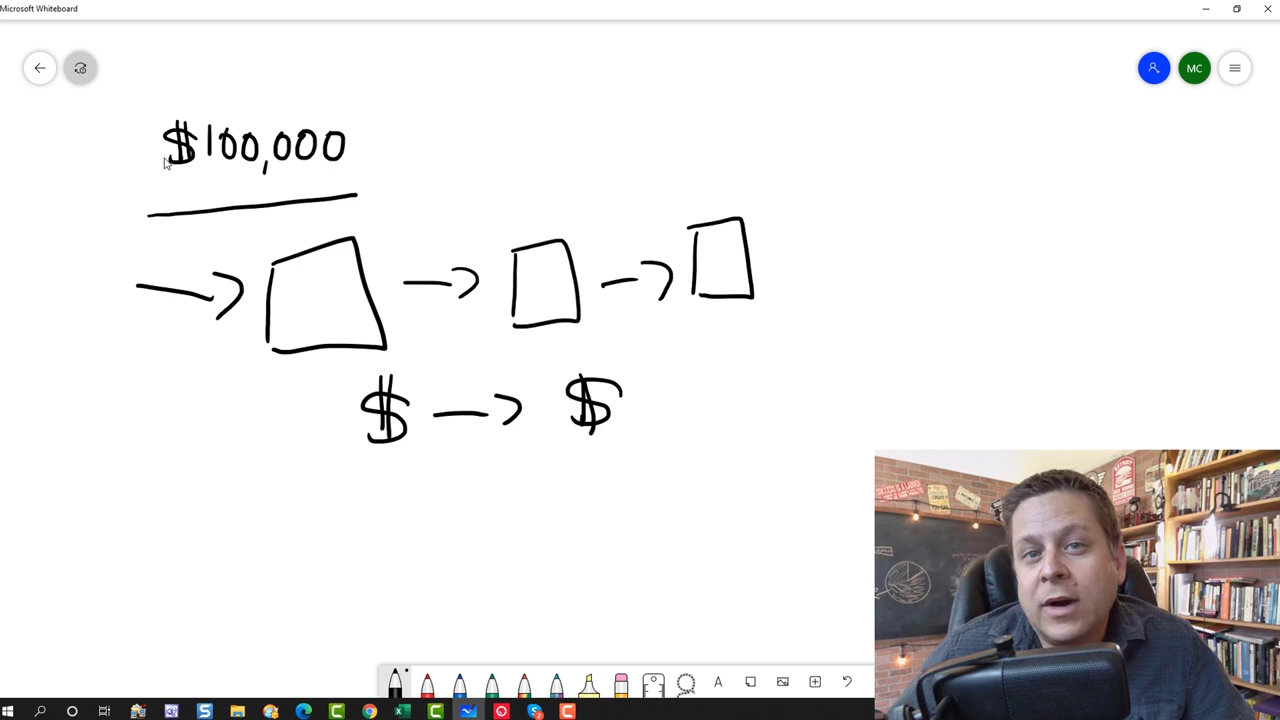 Microsoft Whiteboard
MC
$100,000
$ → $
A